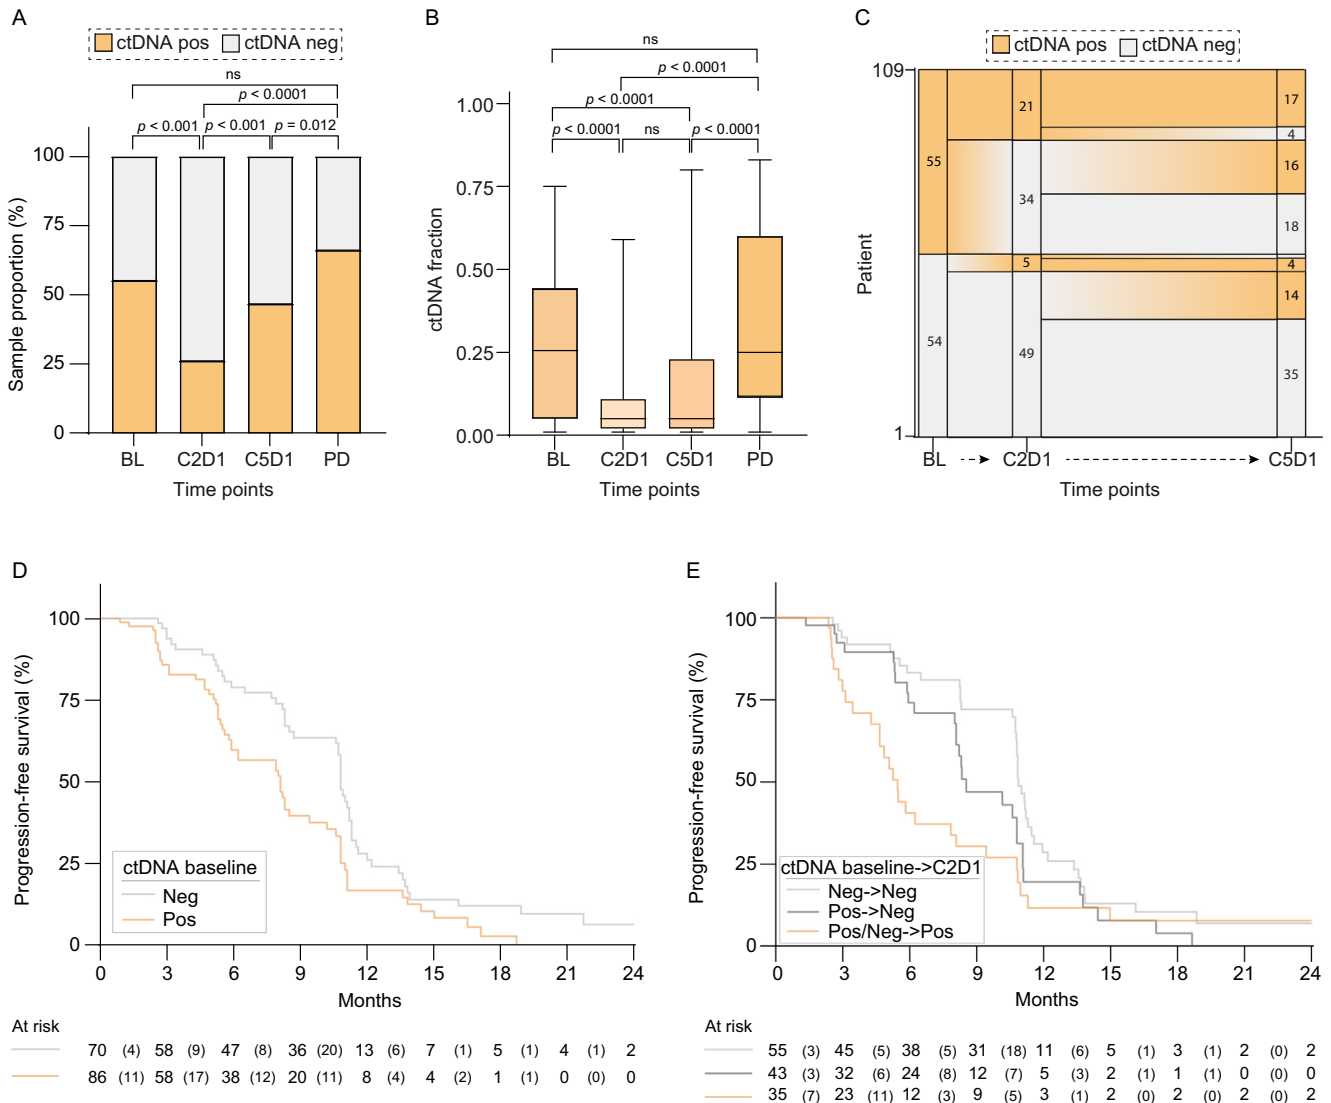 A
ctDNA pos ctDNA neg
ns
p < 0.0001
p < 0.001 p < 0.001 p = 0.012
100
75
50
25
0
Sample proportion (%)
BL C2D1 C5D1 PD
Time points
B
ns
p < 0.0001
p < 0.0001
p < 0.0001 ns p < 0.0001
1.00
0.75
0.50
0.25
0.00
ctDNA fraction
BL C2D1 C5D1 PD
Time points
C
ctDNA pos ctDNA neg
109
1
Patient
55
54
21
34
5
49
17
4
16
18
4
14
35
BL C2D1 C5D1
Time points
D
100
75
50
25
0
Progression-free survival (%)
ctDNA baseline
Neg
Pos
0 3 6 9 12 15 18 21 24
Months
At risk
70 (4) 58 (9) 47 (8) 36 (20) 13 (6) 7 (1) 5 (1) 4 (1) 2
86 (11) 58 (17) 38 (12) 20 (11) 8 (4) 4 (2) 1 (1) 0 (0) 0
E
100
75
50
25
0
Progression-free survival (%)
ctDNA baseline->C2D1
Neg->Neg
Pos->Neg
Pos/Neg->Pos
0 3 6 9 12 15 18 21 24
Months
At risk
55 (3) 45 (5) 38 (5) 31 (18) 11 (6) 5 (1) 3 (1) 2 (0) 2
43 (3) 32 (6) 24 (8) 12 (7) 5 (3) 2 (1) 1 (1) 0 (0) 0
35 (7) 23 (11) 12 (3) 9 (5) 3 (1) 2 (0) 2 (0) 2 (0) 2